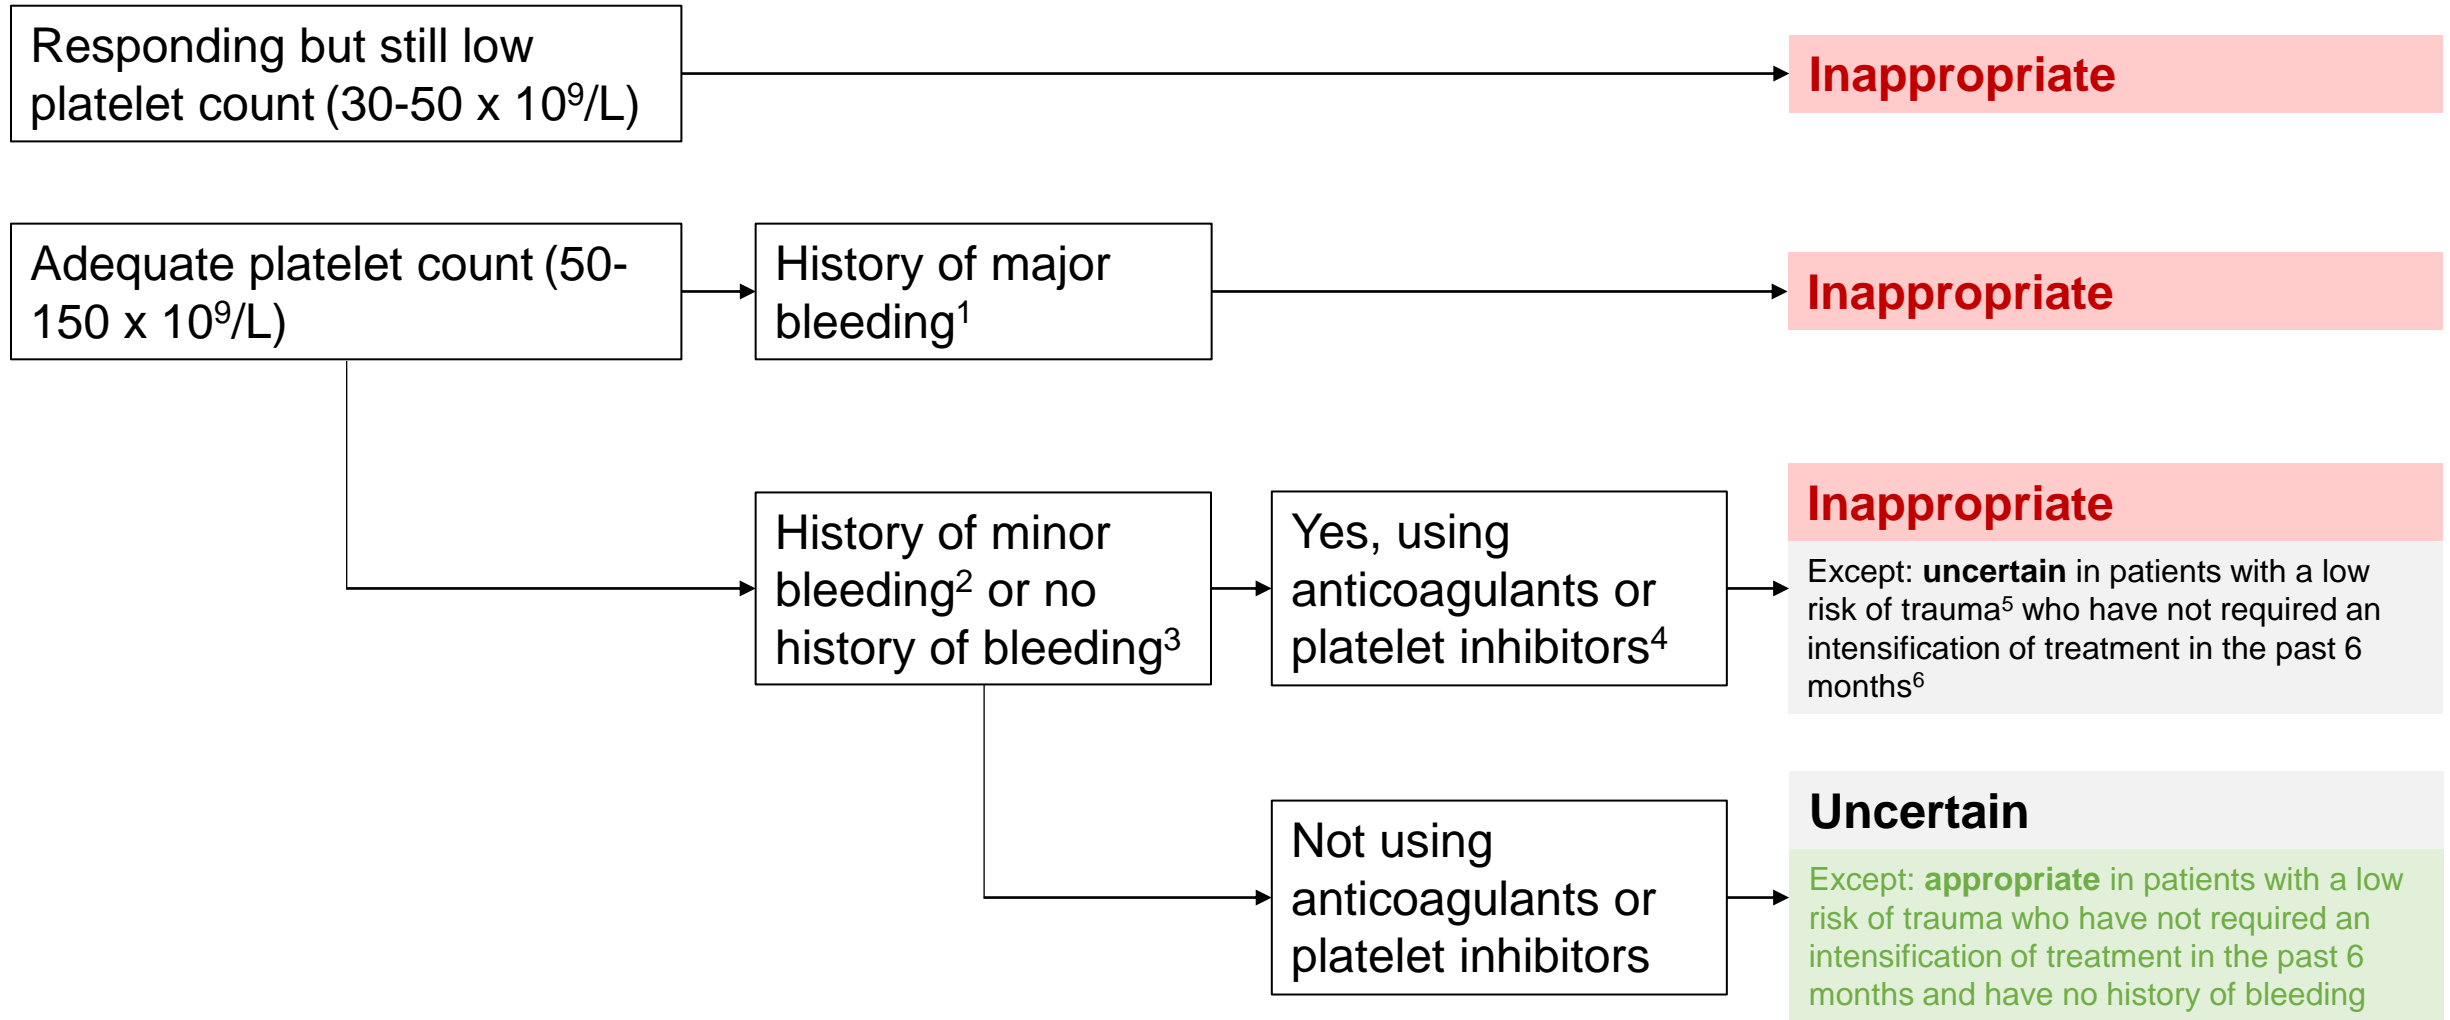 Responding but still low
platelet count (30-50 x 10⁹/L)
Inappropriate
Adequate platelet count (50-
150 x 10⁹/L)
History of major
bleeding¹
Inappropriate
History of minor
bleeding² or no
history of bleeding³
Yes, using
anticoagulants or
platelet inhibitors⁴
Inappropriate
Except: uncertain in patients with a low
risk of trauma⁵ who have not required an
intensification of treatment in the past 6
months⁶
Not using
anticoagulants or
platelet inhibitors
Uncertain
Except: appropriate in patients with a low
risk of trauma who have not required an
intensification of treatment in the past 6
months and have no history of bleeding